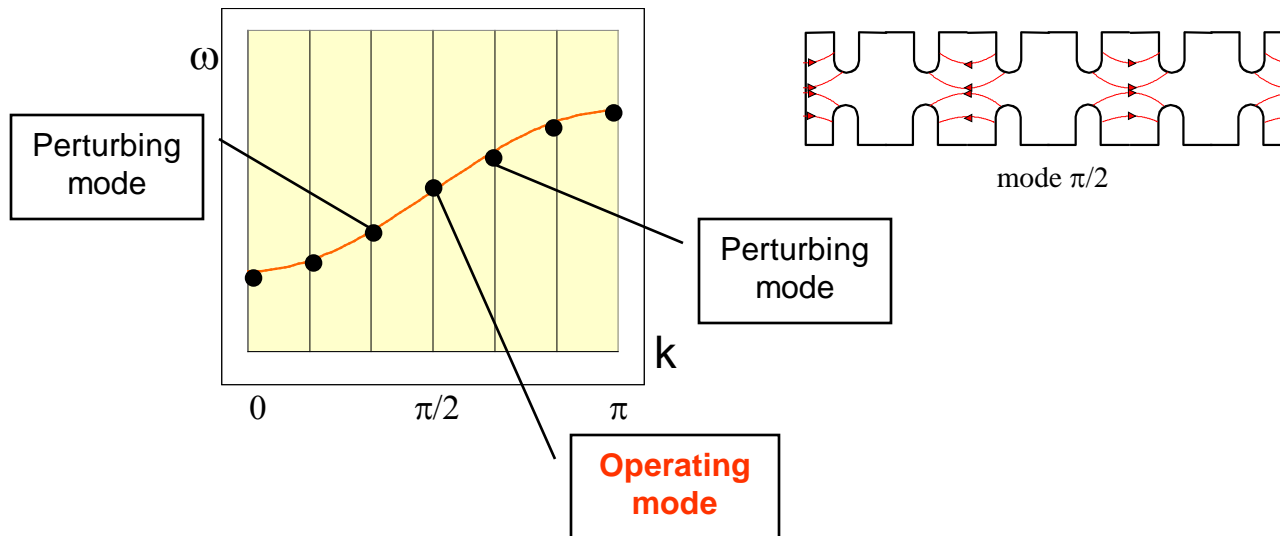 ω
Perturbing
mode
mode π/2
Perturbing
mode
k
0
π/2
π
Operating
mode